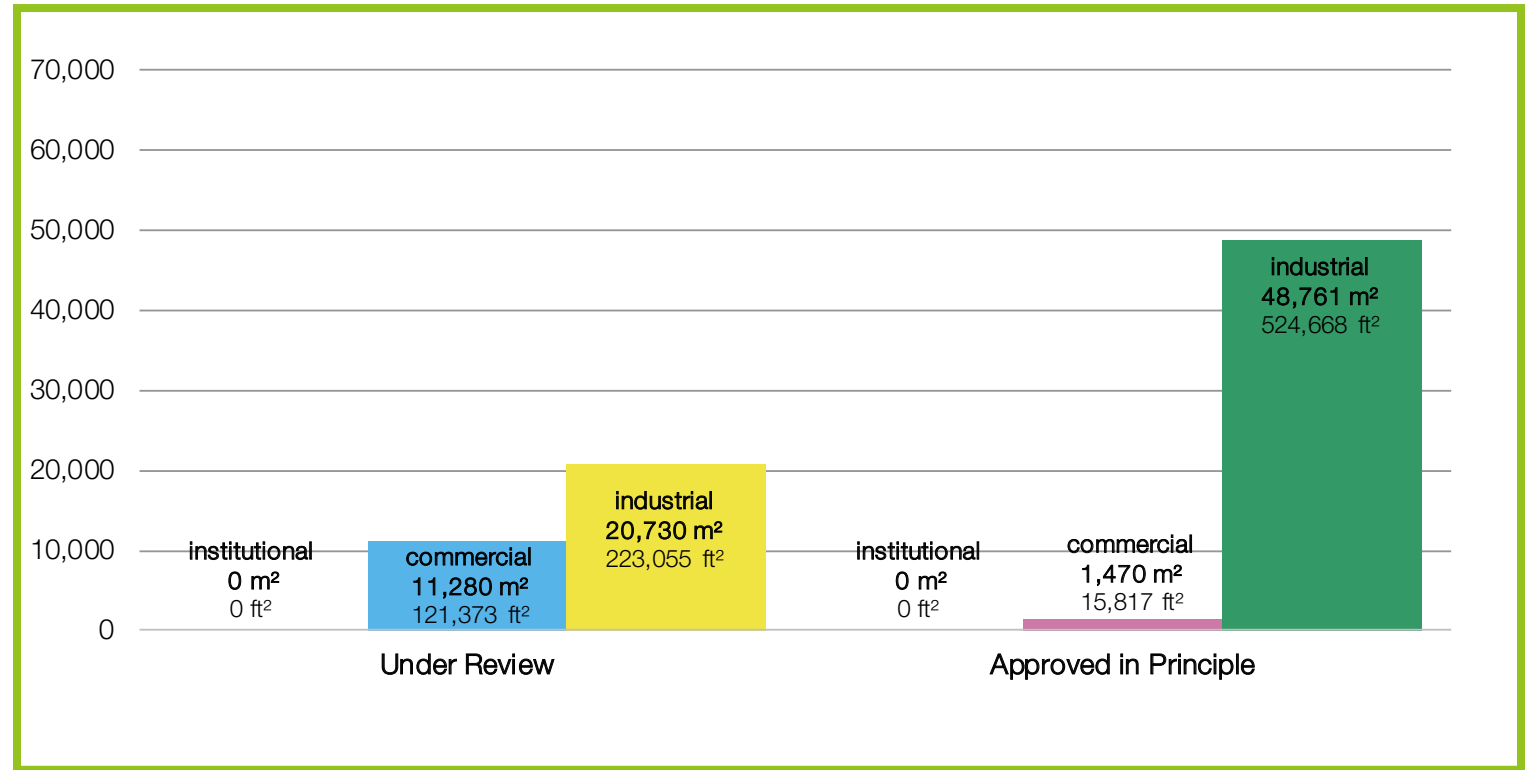 70,000
60,000
50,000
40,000
30,000
20,000
10,000
0
institutional
0 m²
0 ft²
commercial
11,280 m²
121,373 ft²
industrial
20,730 m²
223,055 ft²
institutional
0 m²
0 ft²
commercial
1,470 m²
15,817 ft²
industrial
48,761 m²
524,668 ft²
Under Review
Approved in Principle